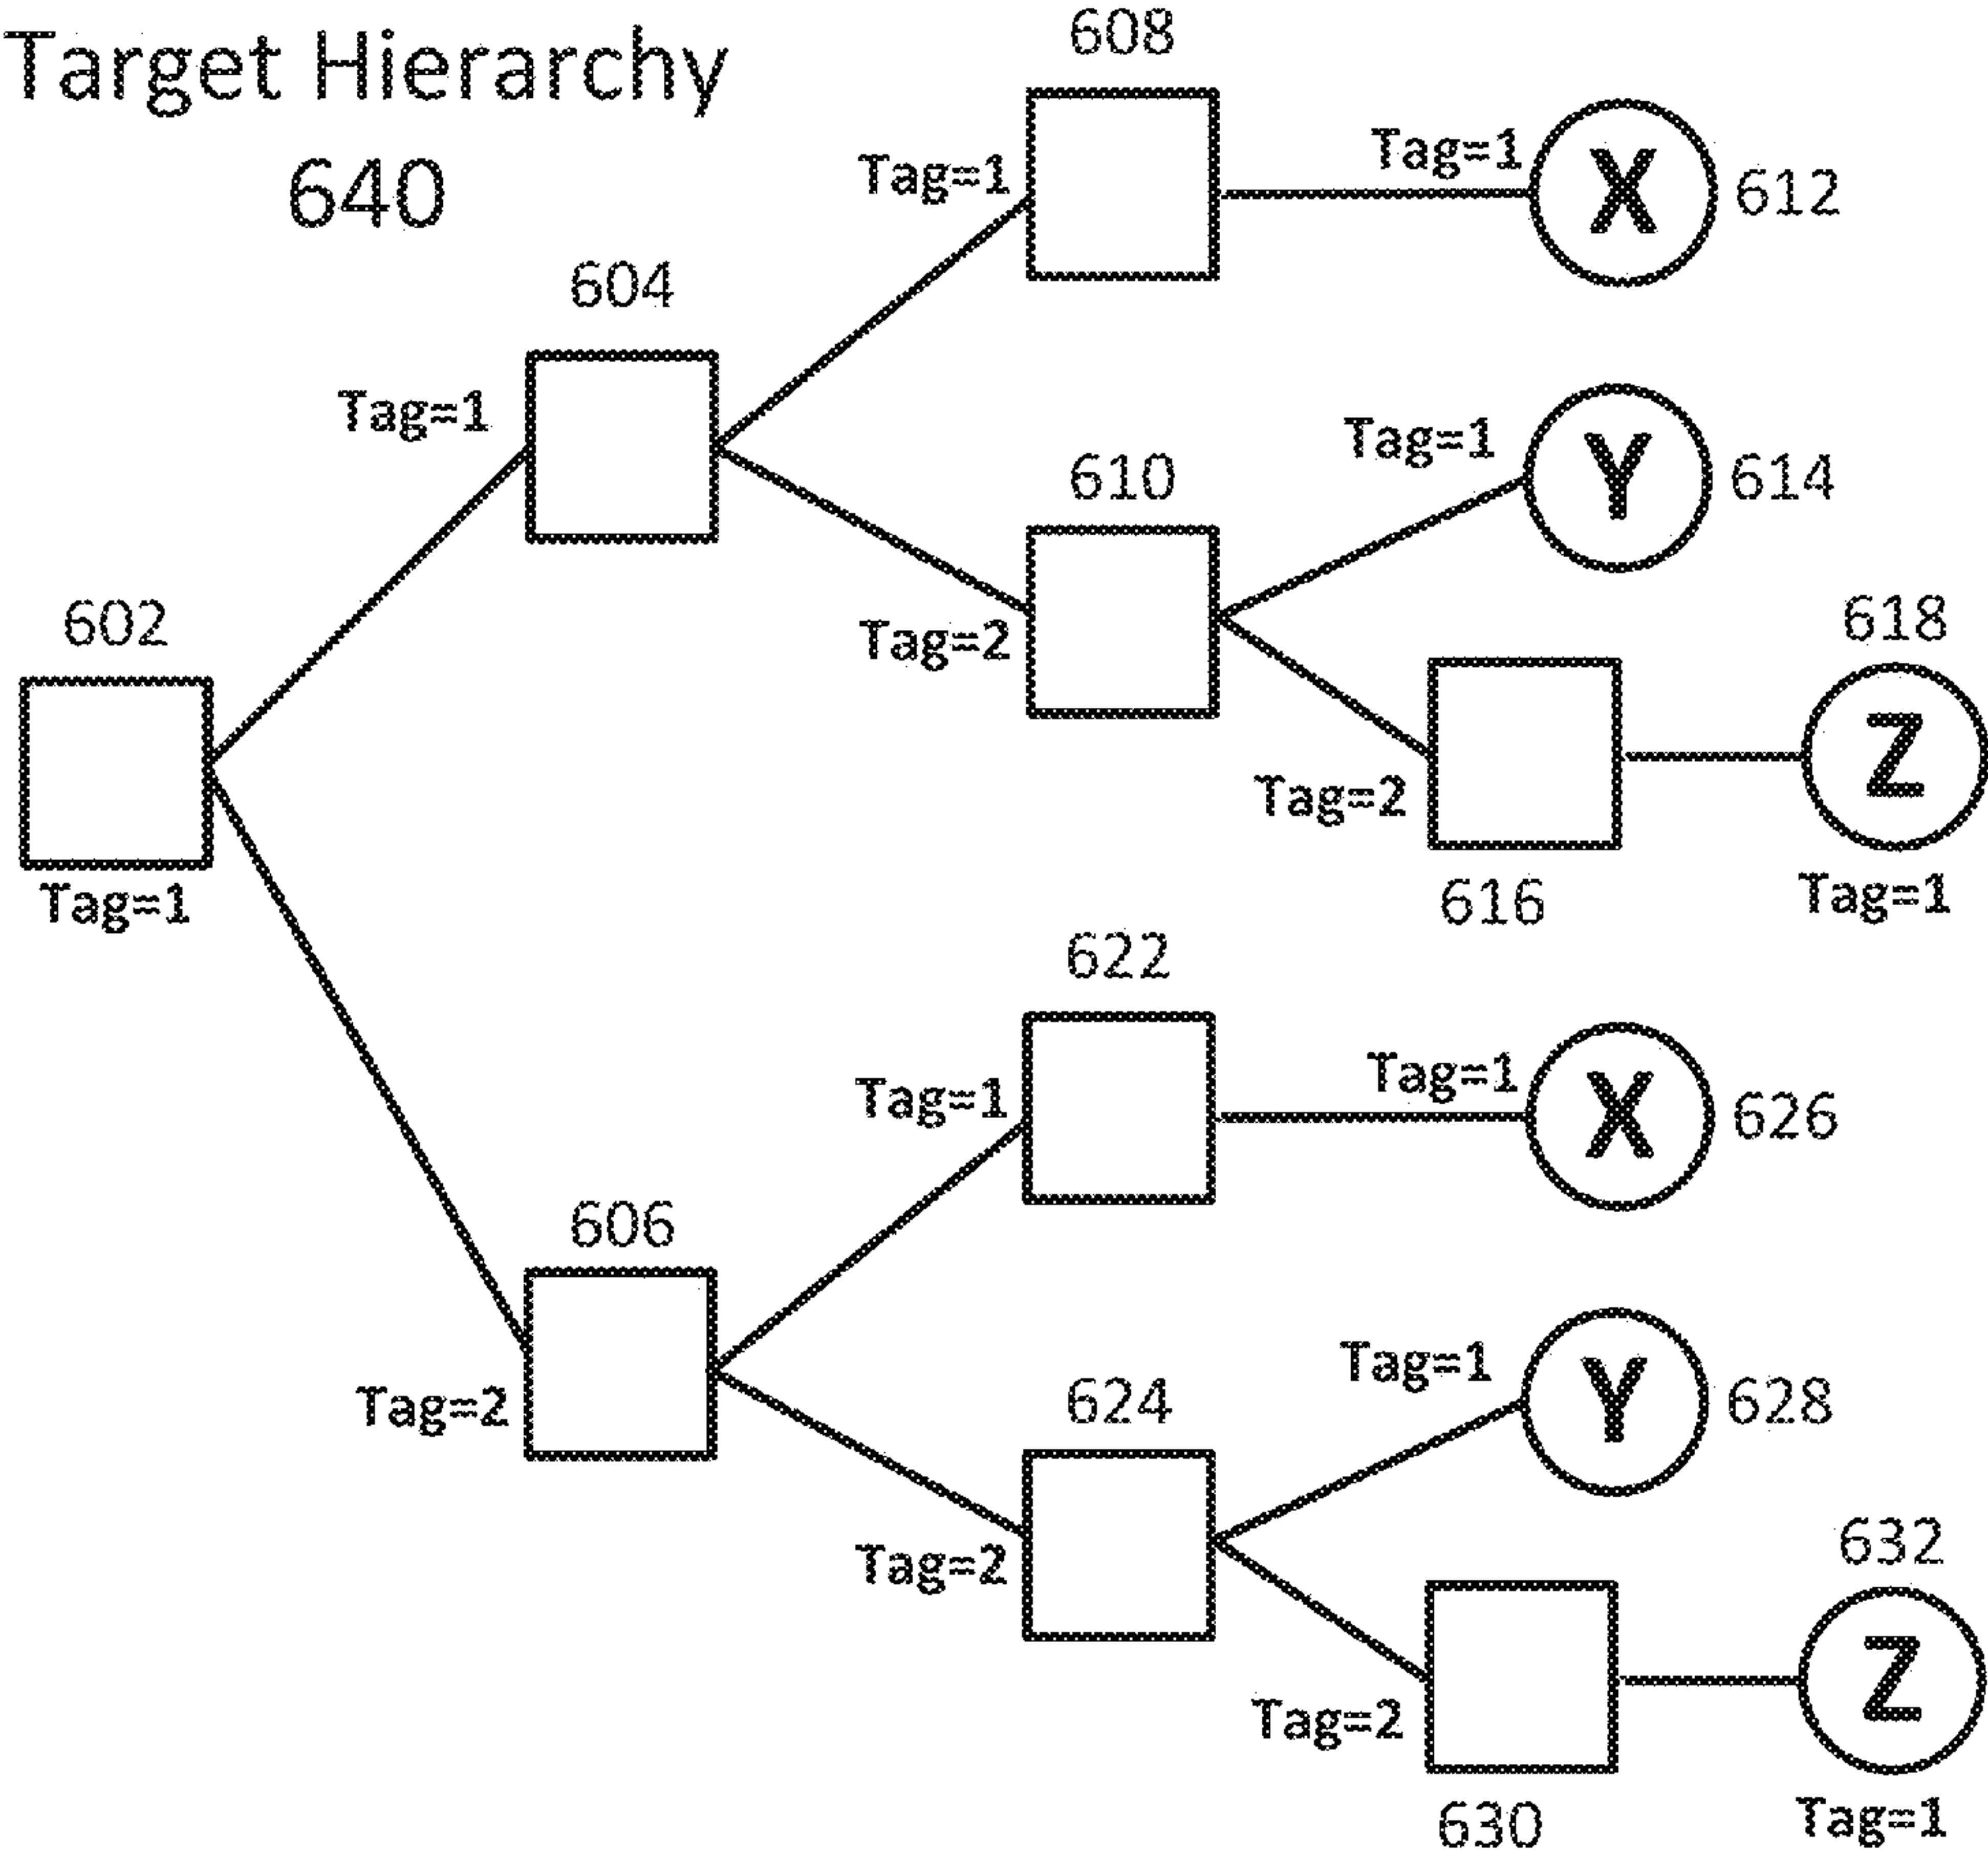 Target Hierarchy
640
608
Tag=1
Tag=1
X
612
604
Tag=1
610
Tag=1
Y
614
602
Tag=2
618
Z
Tag=2
Tag=1
616
Tag=1
622
Tag=1
Tag=1
X
626
606
Tag=2
624
Tag=1
Y
628
Tag=2
632
Z
Tag=2
630
Tag=1